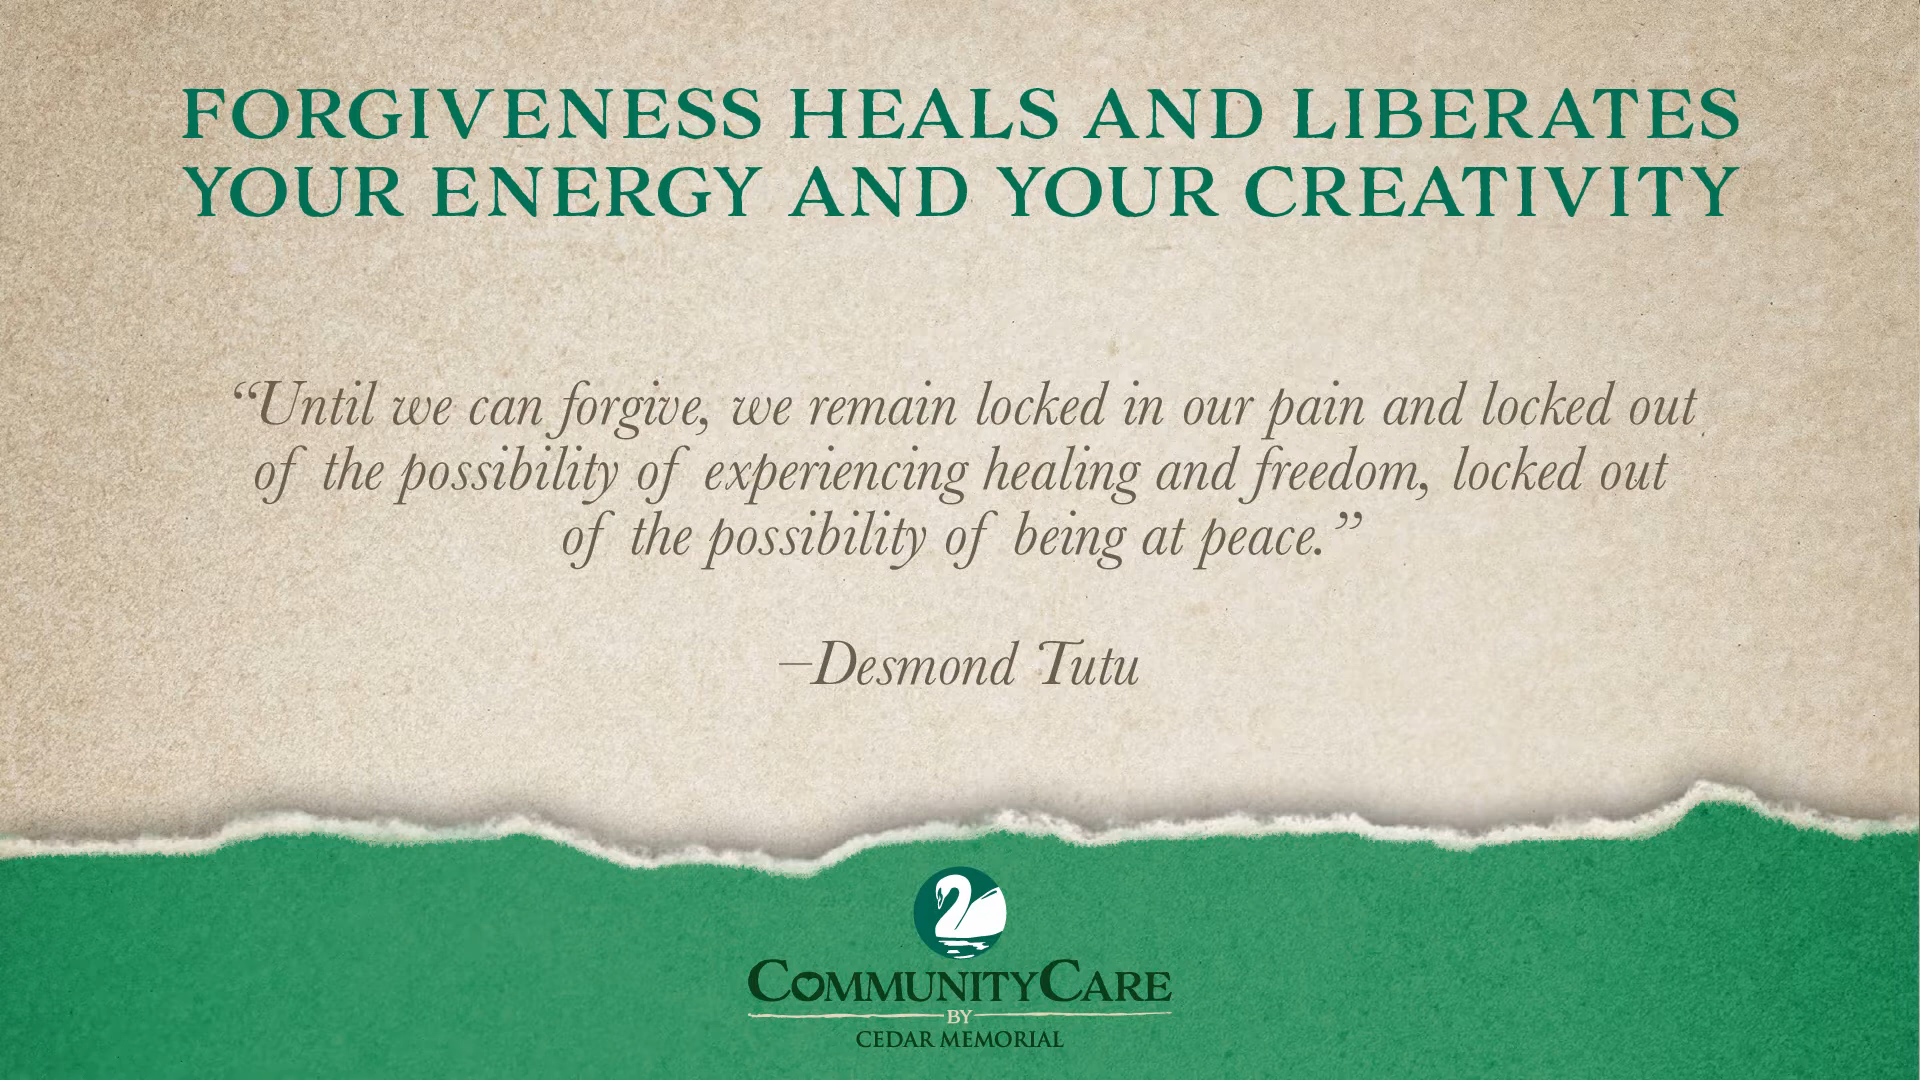 FORGIVENESS HEALS AND LIBERATES
YOUR ENERGY AND YOUR CREATIVITY
“Until we can forgive, we remain locked in our pain and locked out
of the possibility of experiencing healing and freedom, locked out
of the possibility of being at peace.”
—Desmond Tutu
COMMUNITYCARE
BY
CEDAR MEMORIAL